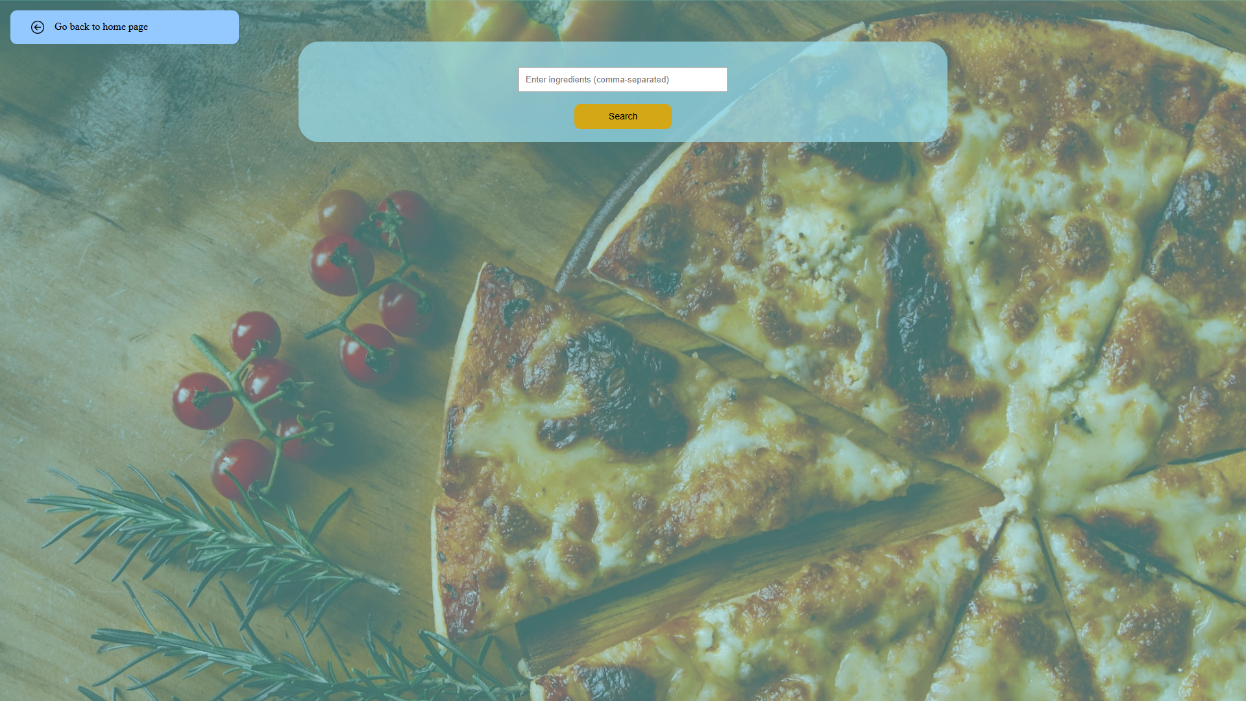 Go back to home page
Enter ingredients (comma-separated)
Search